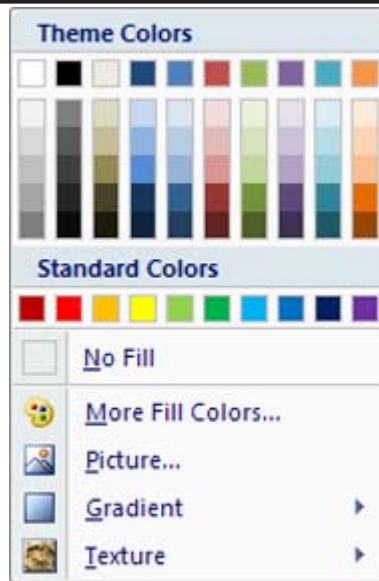 Theme Colors
Standard Colors
No Fill
More Fill Colors...
Picture...
Gradient
Texture